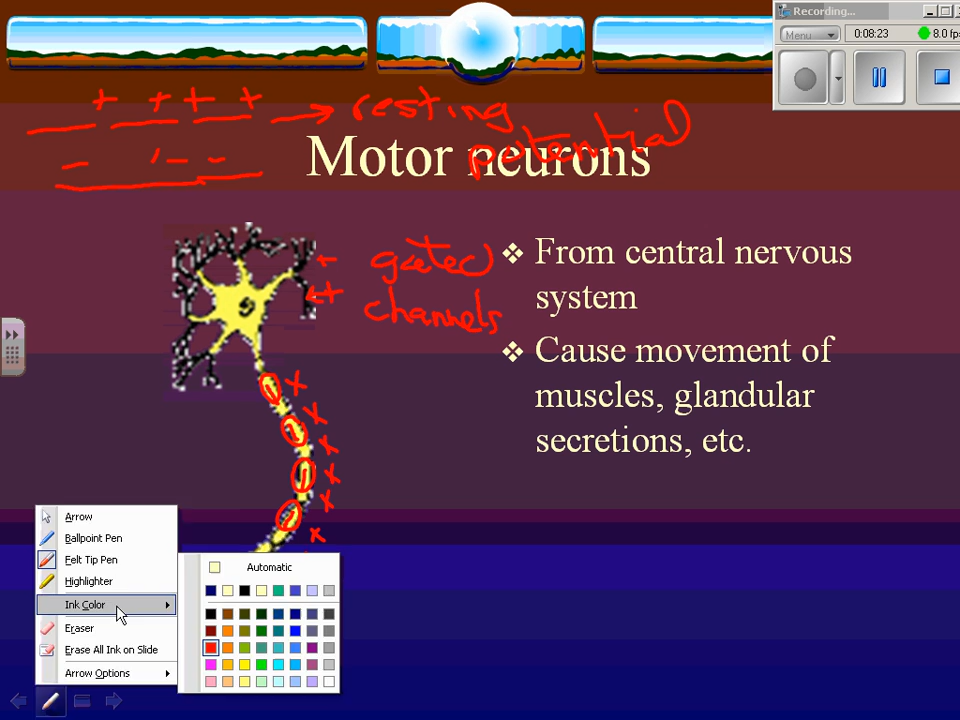 Recording...
Menu
0:08:23
8.0 fps
+ + + + → resting
potential
Motor neurons
gated
channels
❖ From central nervous
system
❖ Cause movement of
muscles, glandular
secretions, etc.
Arrow
Ballpoint Pen
Felt Tip Pen
Highlighter
Ink Color
Eraser
Erase All Ink on Slide
Arrow Options
Automatic